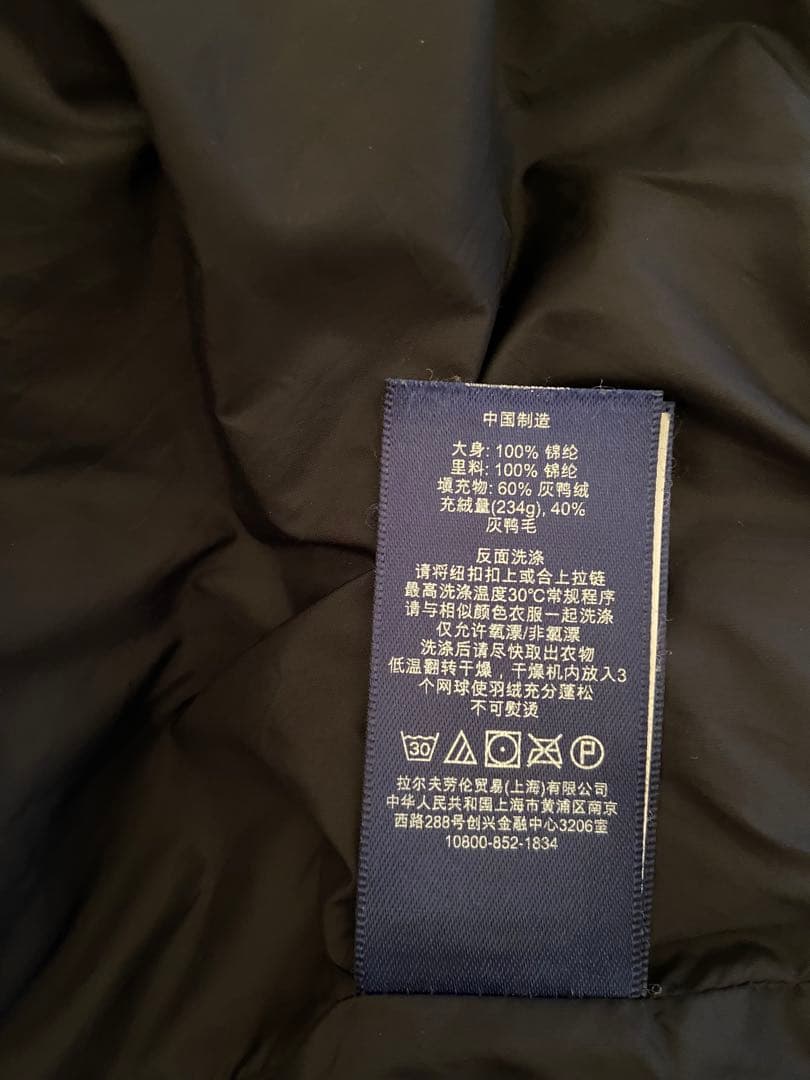 中国制造
大身: 100% 锦纶
里料: 100% 锦纶
填充物: 60% 灰鸭绒
充絨量(234g), 40%
灰鸭毛
反面洗涤
请将纽扣扣上或合上拉链
最高洗涤温度30℃常规程序
请与相似颜色衣服一起洗涤
仅允许氧漂/非氯漂
洗涤后请尽快取出衣物
低温翻转干燥，干燥机内放入3
个网球使羽绒充分蓬松
不可熨烫
30 P
拉尔夫劳伦贸易(上海)有限公司
中华人民共和国上海市黄浦区南京
西路288号创兴金融中心3206室
10800-852-1834